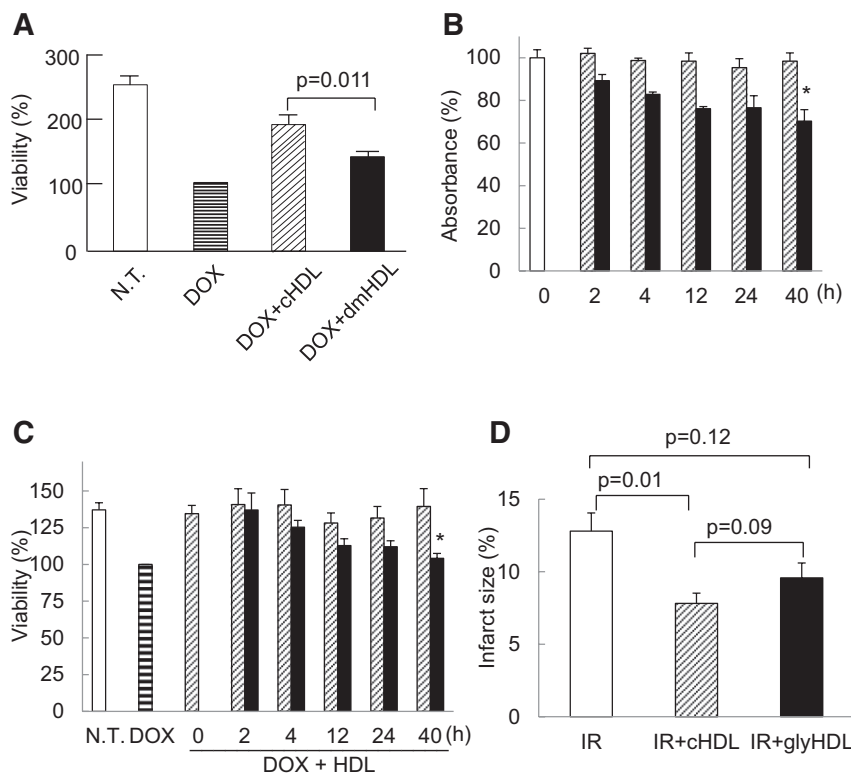 A
300
200
100
0
Viability (%)
p=0.011
N.T.
DOX
DOX+cHDL
DOX+dmHDL
B
100
80
60
40
20
0
Absorbance (%)
*
0 2 4 12 24 40 (h)
C
150
125
100
75
50
25
0
Viability (%)
*
N.T. DOX 0 2 4 12 24 40 (h)
DOX + HDL
D
p=0.12
p=0.01
p=0.09
15
10
5
0
Infarct size (%)
IR IR+cHDL IR+glyHDL